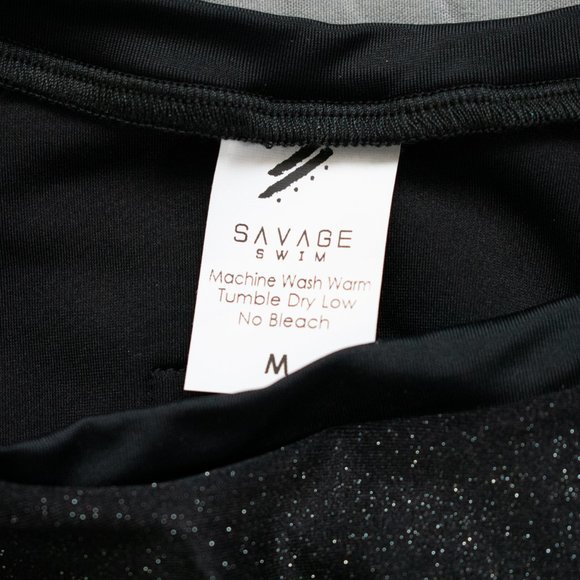 SAVAGE
SWIM
Machine Wash Warm
Tumble Dry Low
No Bleach
M